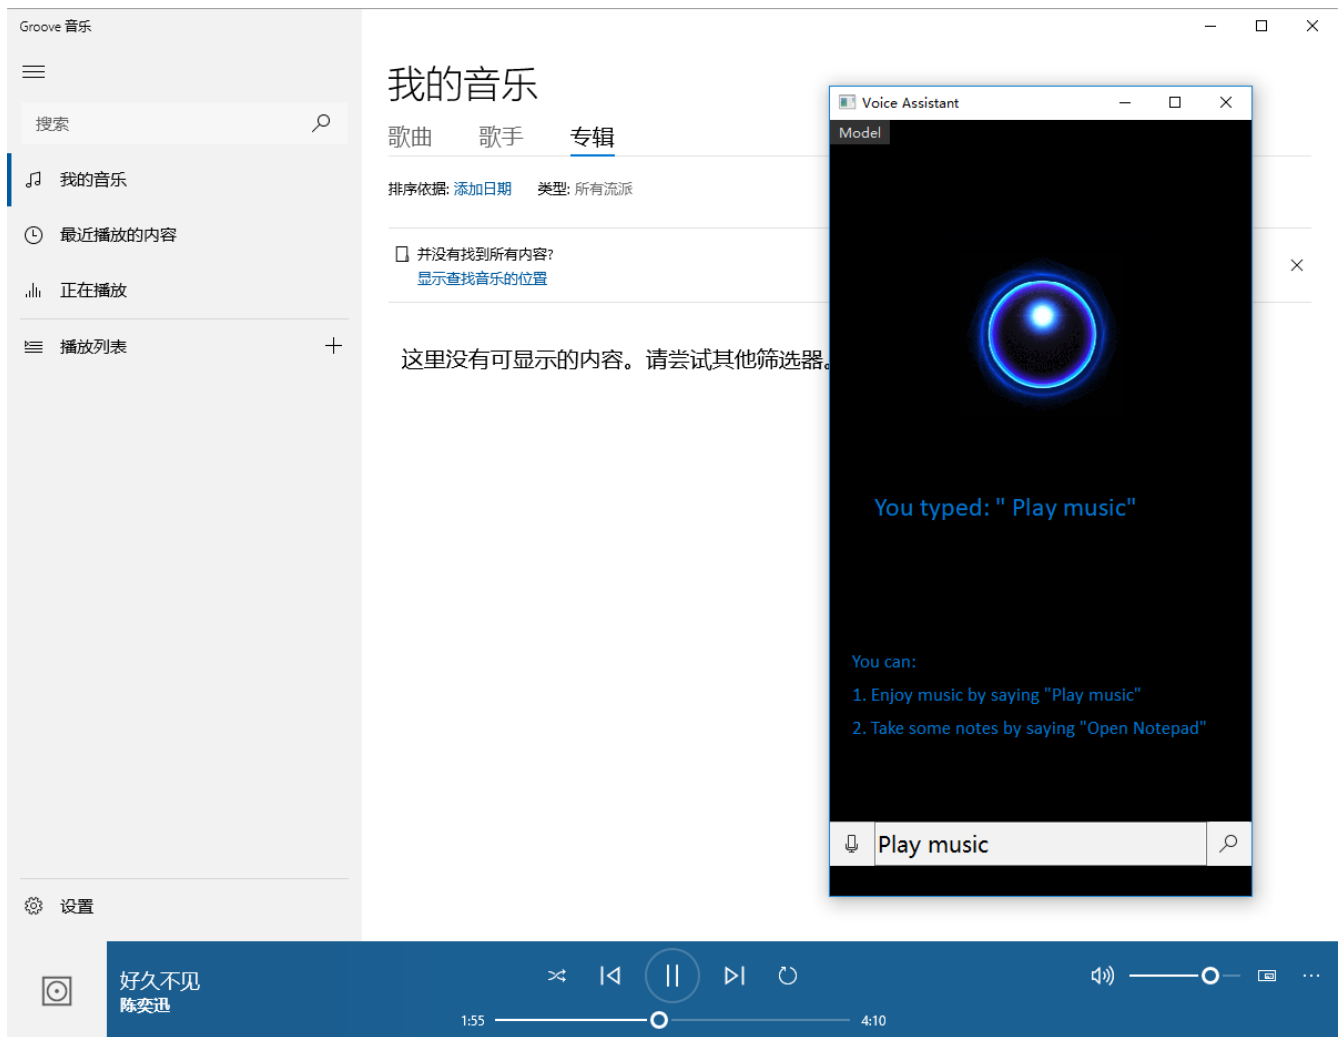 Groove 音乐
搜索
我的音乐
最近播放的内容
正在播放
播放列表
设置
我的音乐
歌曲 歌手 专辑
排序依据: 添加日期 类型: 所有流派
并没有找到所有内容?
显示查找音乐的位置
这里没有可显示的内容。请尝试其他筛选器。
Voice Assistant
Model
You typed: " Play music"
You can:
1. Enjoy music by saying "Play music"
2. Take some notes by saying "Open Notepad"
Play music
好久不见
陈奕迅
1:55 4:10